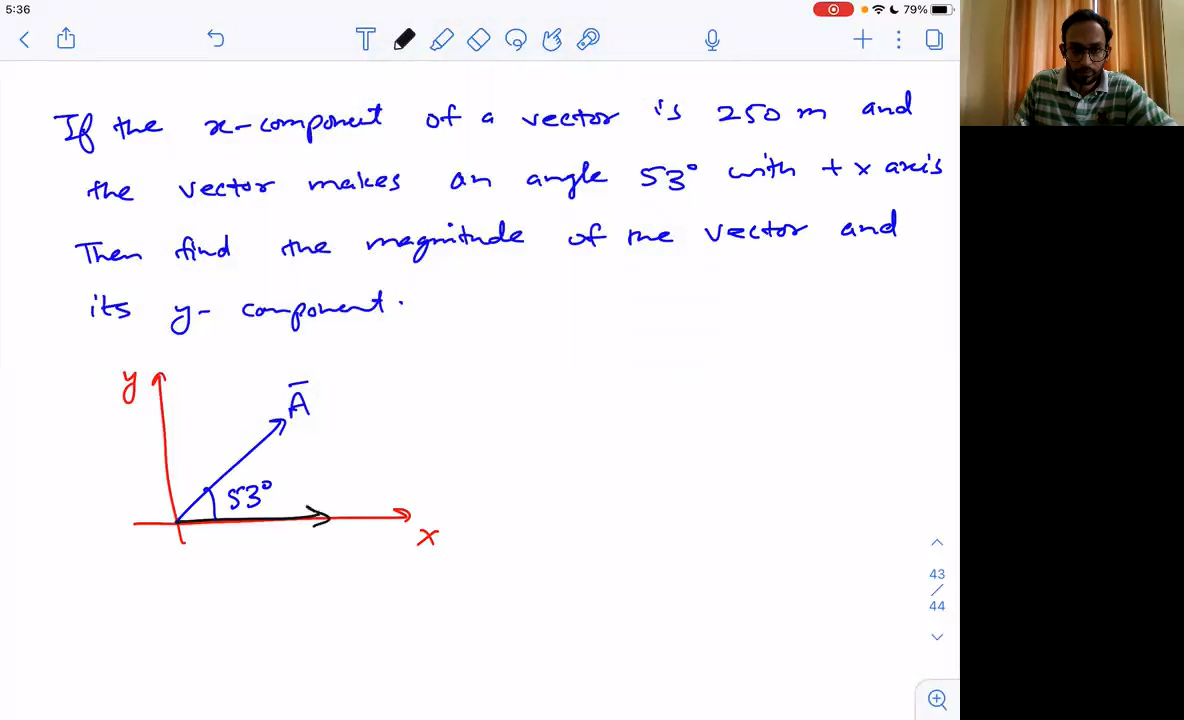 5:36
79%
T
If the x-component of a vector is 250 m and
the vector makes an angle 53° with + x axis
Then find the magnitude of the vector and
its y- component.
y
A̅
53°
x
43
/
44